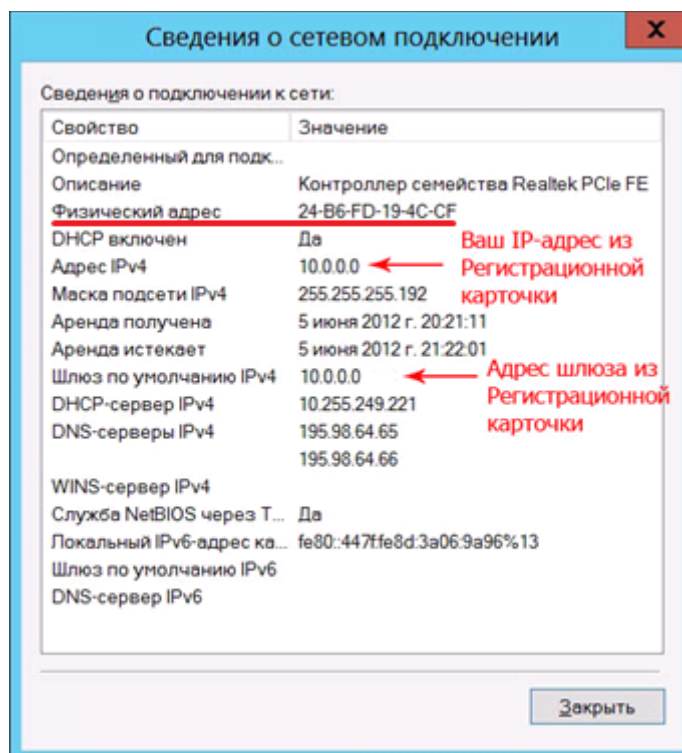 Сведения о сетевом подключении
x
Сведения о подключении к сети:
Свойство Значение
Определенный для подк...
Описание Контроллер семейства Realtek PCIe FE
Физический адрес 24-B6-FD-19-4C-CF
DHCP включен Да
Ваш IP-адрес из
Адрес IPv4 10.0.0.0
Регистрационной
Маска подсети IPv4 255.255.255.192
карточки
Аренда получена 5 июня 2012 г. 20:21:11
Аренда истекает 5 июня 2012 г. 21:22:01
Адрес шлюза из
Шлюз по умолчанию IPv4 10.0.0.0
Регистрационной
DHCP-сервер IPv4 10.255.249.221
карточки
DNS-серверы IPv4 195.98.64.65
195.98.64.66
WINS-сервер IPv4
Служба NetBIOS через T... Да
Локальный IPv6-адрес ка... fe80::447f:fe8d:3a06:9a96%13
Шлюз по умолчанию IPv6
DNS-сервер IPv6
Закрыть